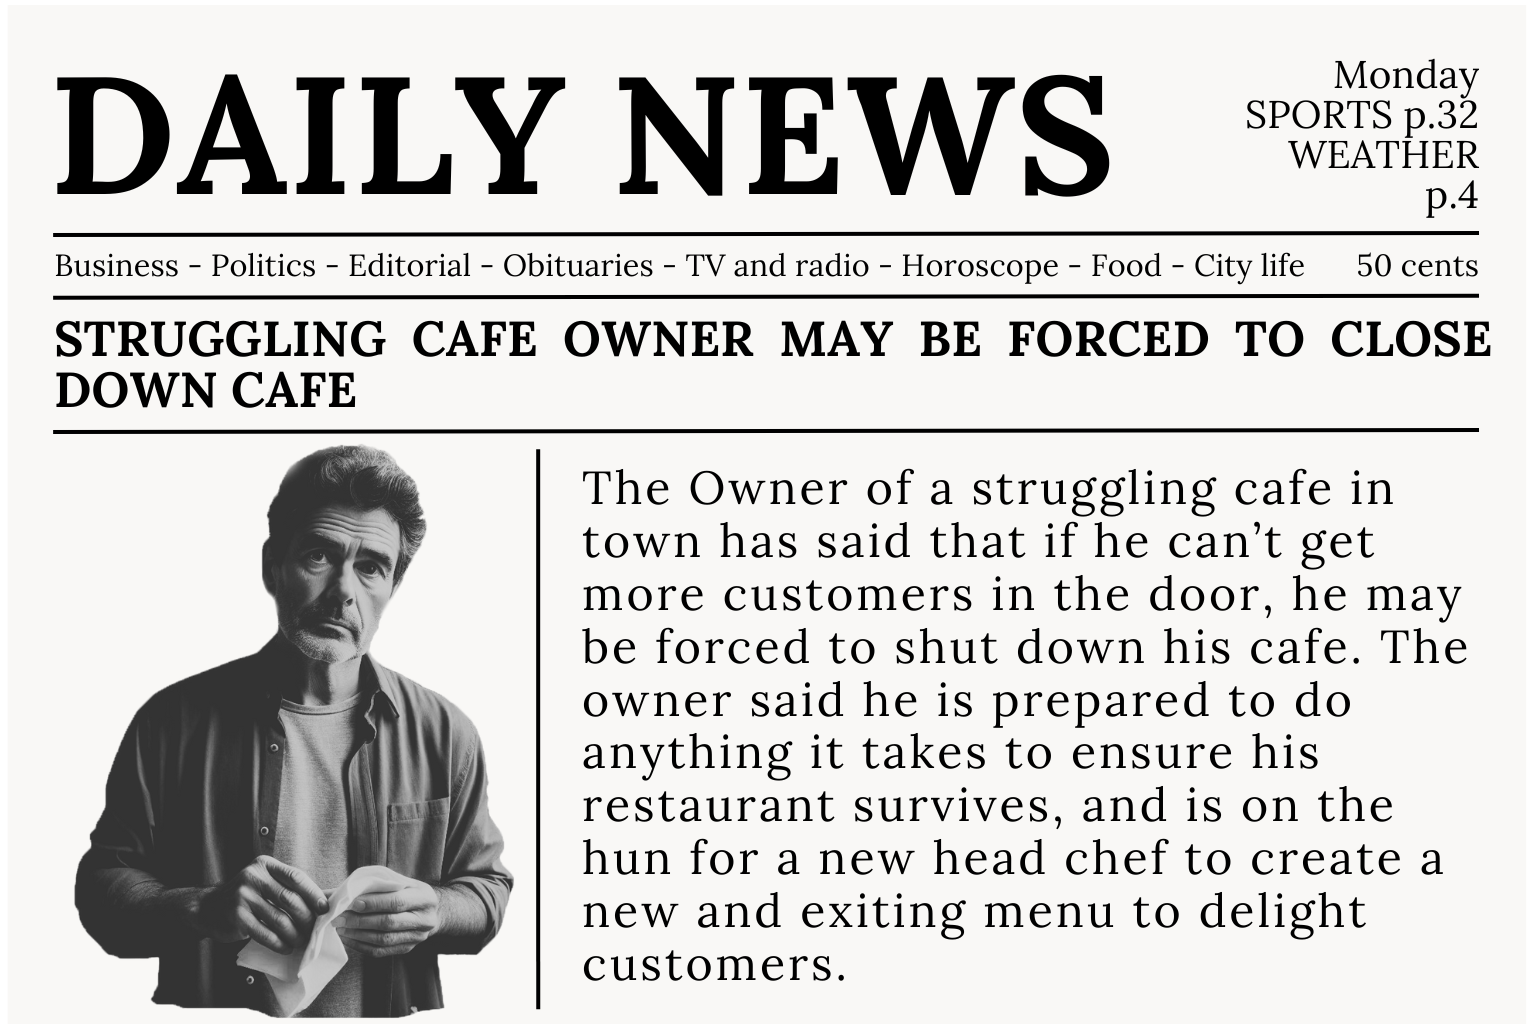 DAILY NEWS
Monday
SPORTS p.32
WEATHER
p.4
Business - Politics - Editorial - Obituaries - TV and radio - Horoscope - Food - City life 50 cents
STRUGGLING CAFE OWNER MAY BE FORCED TO CLOSE
DOWN CAFE
The Owner of a struggling cafe in
town has said that if he can’t get
more customers in the door, he may
be forced to shut down his cafe. The
owner said he is prepared to do
anything it takes to ensure his
restaurant survives, and is on the
hun for a new head chef to create a
new and exiting menu to delight
customers.